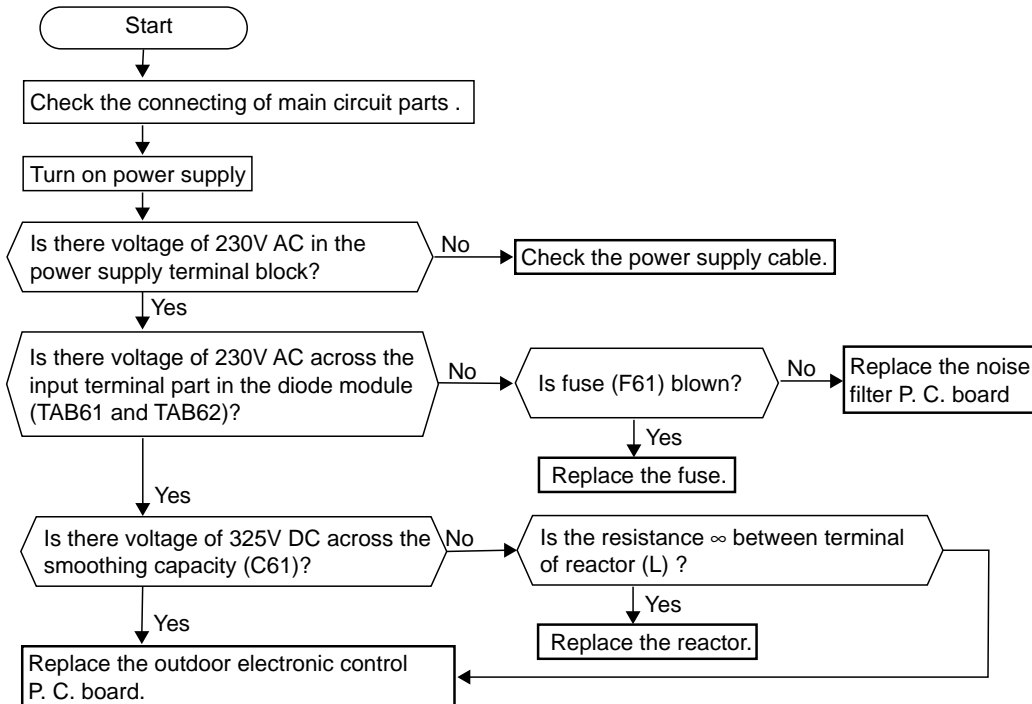 Start
Check the connecting of main circuit parts .
Turn on power supply
Is there voltage of 230V AC in the
power supply terminal block?
No
Check the power supply cable.
Yes
Is there voltage of 230V AC across the
input terminal part in the diode module
(TAB61 and TAB62)?
No
Is fuse (F61) blown?
No
Replace the noise
filter P. C. board
Yes
Replace the fuse.
Yes
Is there voltage of 325V DC across the
smoothing capacity (C61)?
No
Is the resistance ∞ between terminal
of reactor (L) ?
Yes
Replace the reactor.
Yes
Replace the outdoor electronic control
P. C. board.